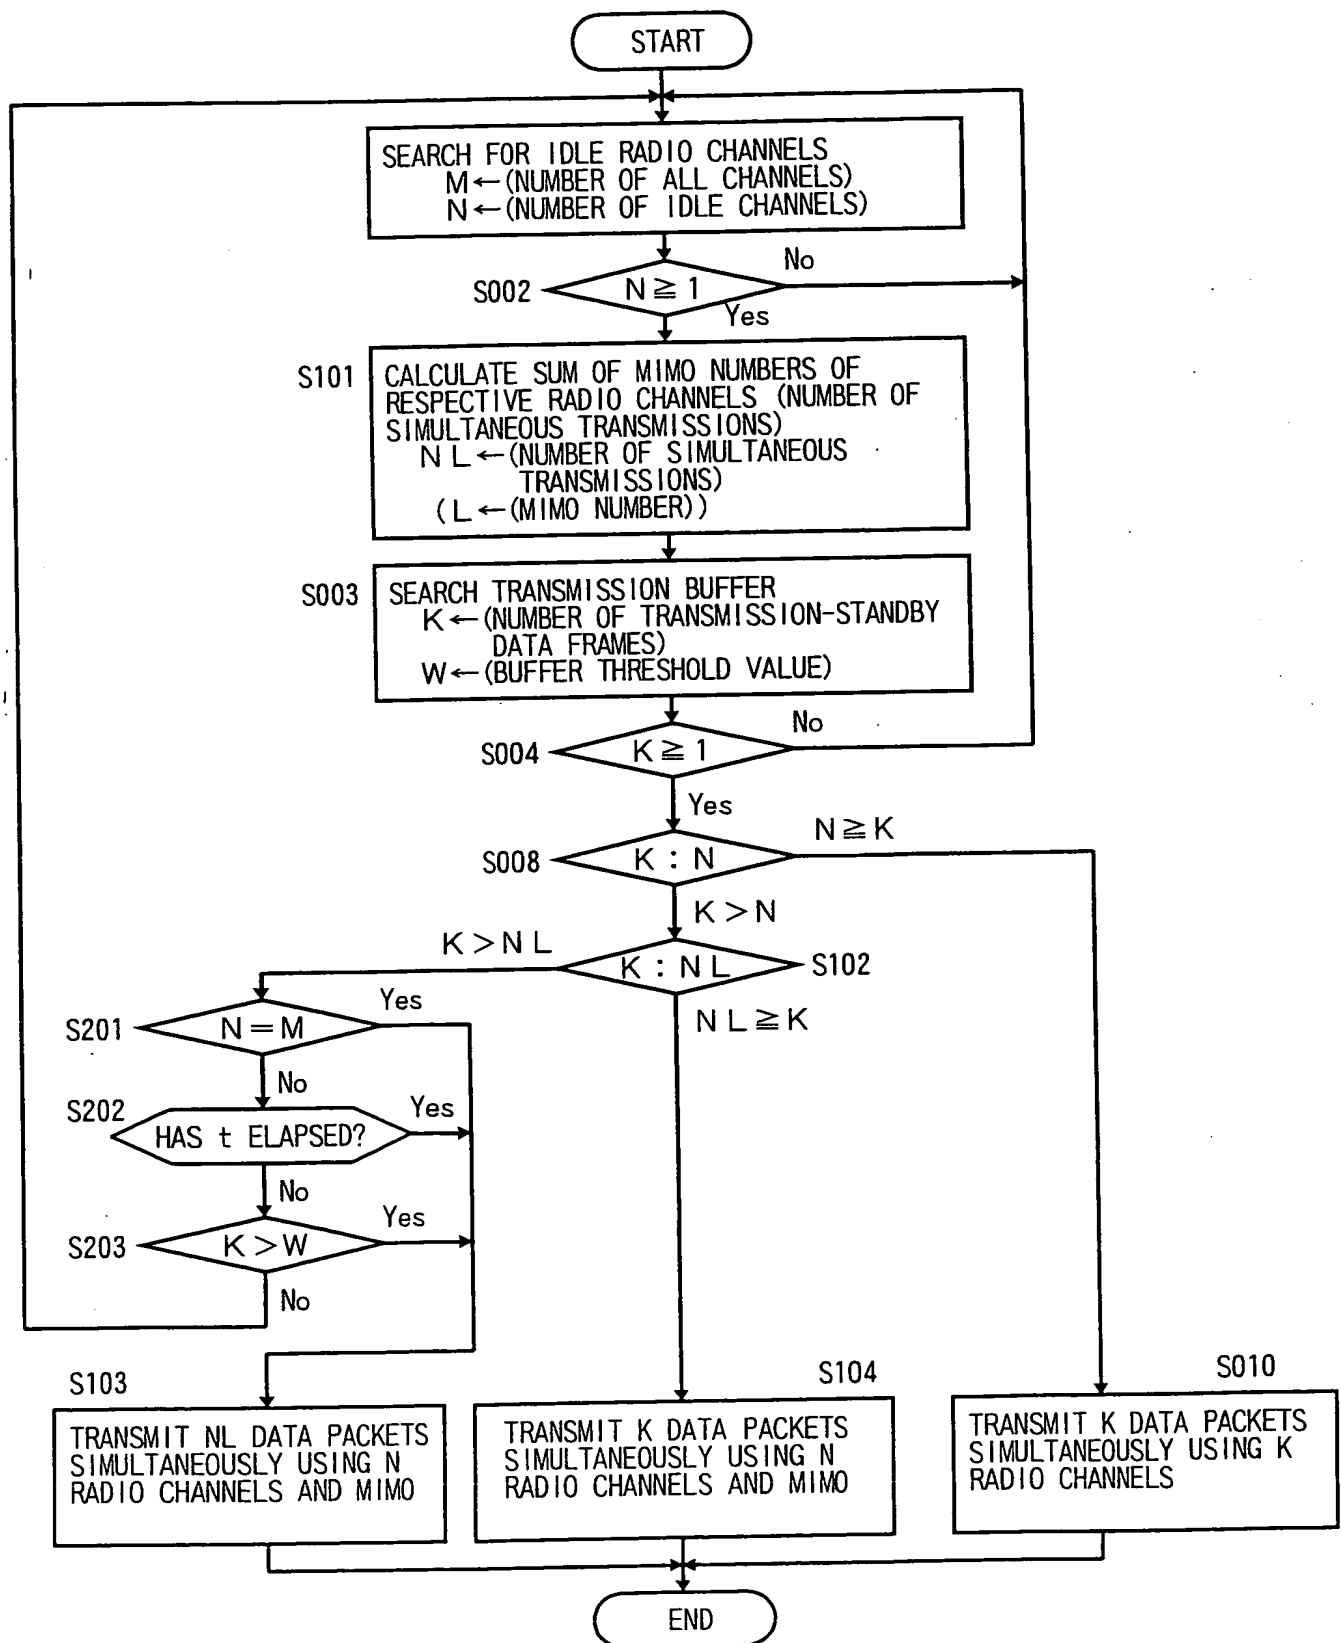 START
SEARCH FOR IDLE RADIO CHANNELS
M←(NUMBER OF ALL CHANNELS)
N←(NUMBER OF IDLE CHANNELS)
No
S002
N≧1
Yes
S101
CALCULATE SUM OF MIMO NUMBERS OF
RESPECTIVE RADIO CHANNELS (NUMBER OF
SIMULTANEOUS TRANSMISSIONS)
NL←(NUMBER OF SIMULTANEOUS
TRANSMISSIONS)
(L←(MIMO NUMBER))
S003
SEARCH TRANSMISSION BUFFER
K←(NUMBER OF TRANSMISSION-STANDBY
DATA FRAMES)
W←(BUFFER THRESHOLD VALUE)
No
S004
K≧1
Yes
N≧K
S008
K:N
K>N
K>NL
K:NL
S102
NL≧K
Yes
S201
N=M
No
S202
Yes
HAS t ELAPSED?
No
Yes
S203
K>W
No
S103
TRANSMIT NL DATA PACKETS
SIMULTANEOUSLY USING N
RADIO CHANNELS AND MIMO
S104
TRANSMIT K DATA PACKETS
SIMULTANEOUSLY USING N
RADIO CHANNELS AND MIMO
S010
TRANSMIT K DATA PACKETS
SIMULTANEOUSLY USING K
RADIO CHANNELS
END